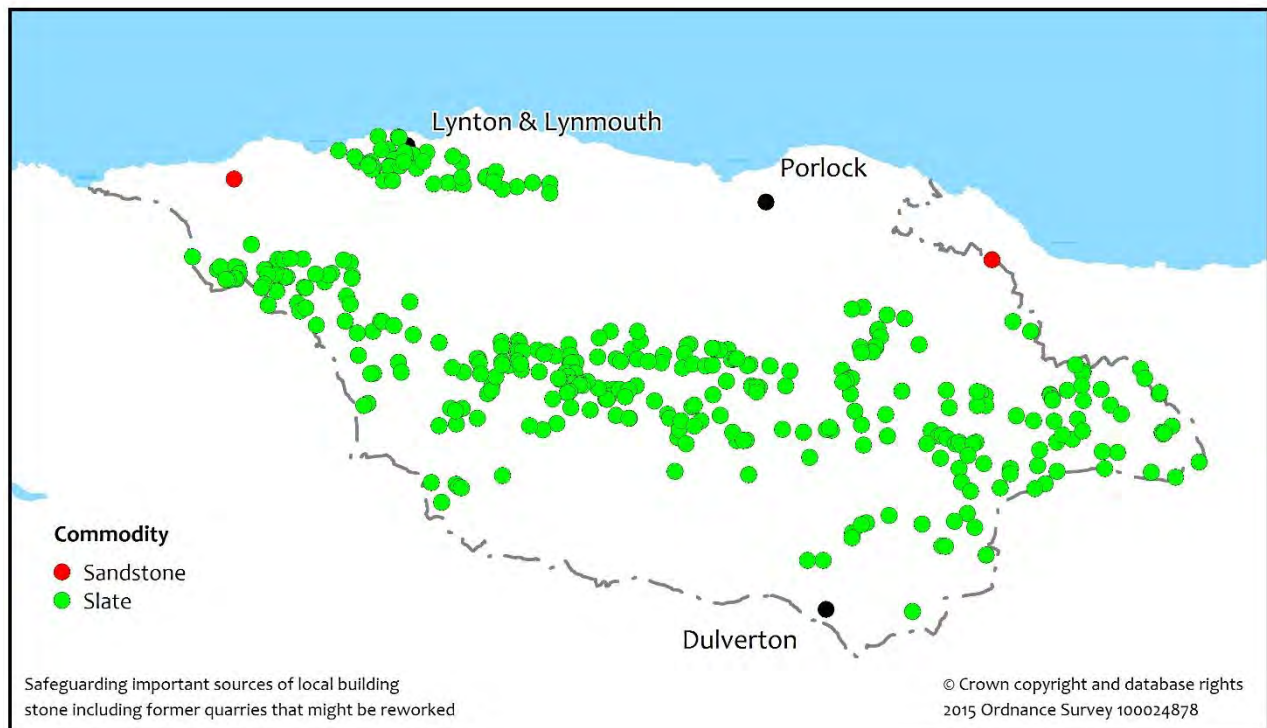 Lynton & Lynmouth
Porlock
Commodity
Sandstone
Slate
Dulverton
Safeguarding important sources of local building
stone including former quarries that might be reworked
© Crown copyright and database rights
2015 Ordnance Survey 100024878